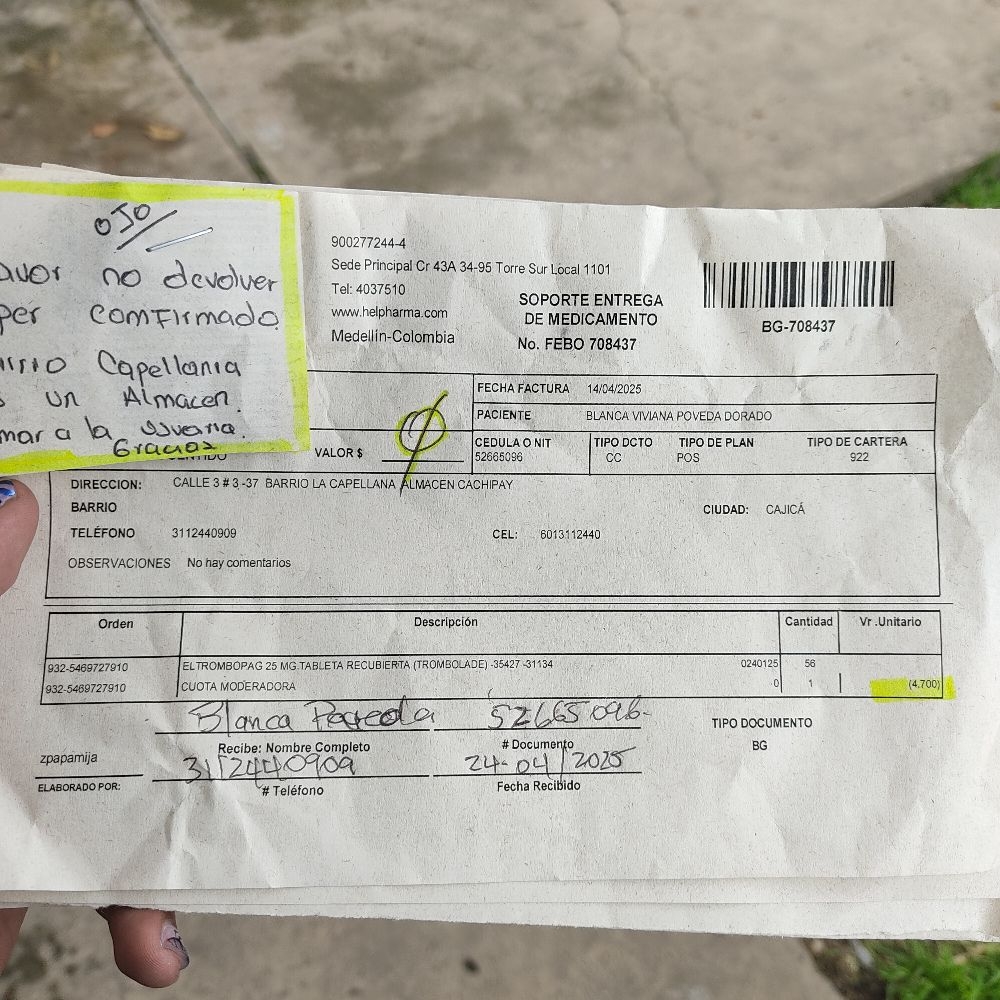 OJO
no devolver
per comfirmado
Capellania
un Almacen.
a la usuaria.
Gracias
900277244-4
Sede Principal Cr 43A 34-95 Torre Sur Local 1101
Tel: 4037510
www.helpharma.com
Medellín-Colombia
SOPORTE ENTREGA
DE MEDICAMENTO
No. FEBO 708437
BG-708437
FECHA FACTURA 14/04/2025
PACIENTE BLANCA VIVIANA POVEDA DORADO
VALOR $
CEDULA O NIT TIPO DCTO TIPO DE PLAN TIPO DE CARTERA
52665096 CC POS 922
DIRECCION: CALLE 3 # 3 -37 BARRIO LA CAPELLANA ALMACEN CACHIPAY
BARRIO CIUDAD: CAJICÁ
TELÉFONO 3112440909 CEL: 6013112440
OBSERVACIONES No hay comentarios
Orden Descripción Cantidad Vr .Unitario
932-5469727910 ELTROMBOPAG 25 MG.TABLETA RECUBIERTA (TROMBOLADE) -35427 -31134 0240125 56
932-5469727910 CUOTA MODERADORA 0 1 (4,700)
Blanca Poveda 52665096- TIPO DOCUMENTO
Recibe: Nombre Completo # Documento BG
zpapamija 3112440909 24-04/2025
ELABORADO POR: # Teléfono Fecha Recibido